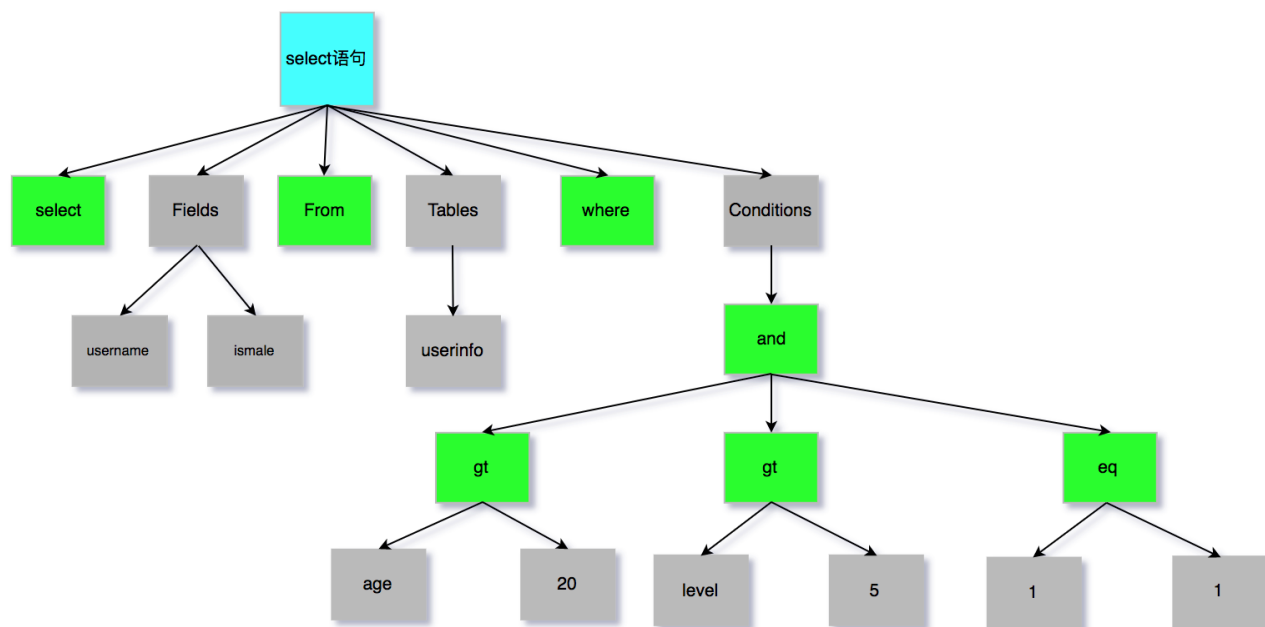 select语句
select
Fields
From
Tables
where
Conditions
username
ismale
userinfo
and
gt
gt
eq
age
20
level
5
1
1